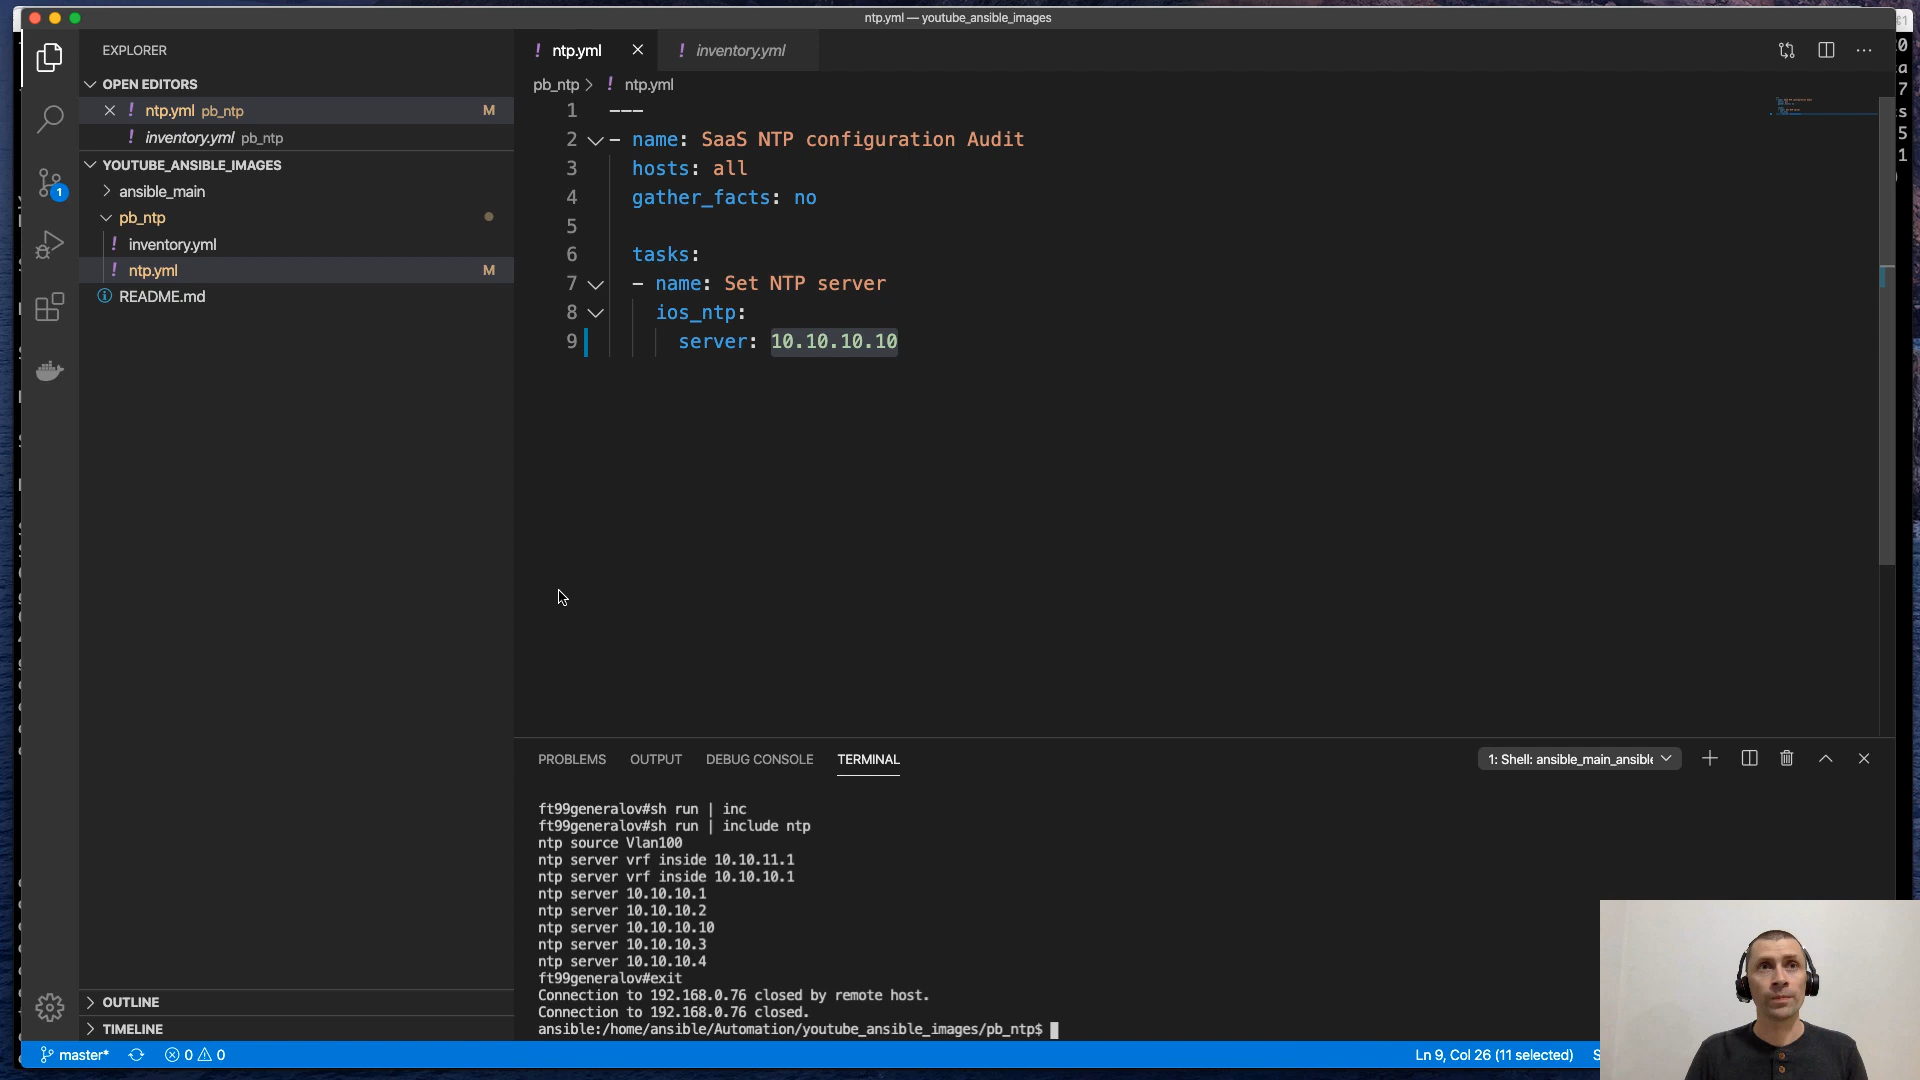 ntp.yml — youtube_ansible_images
EXPLORER
OPEN EDITORS
ntp.yml pb_ntp M
inventory.yml pb_ntp
YOUTUBE_ANSIBLE_IMAGES
ansible_main
pb_ntp
inventory.yml
ntp.yml M
README.md
OUTLINE
TIMELINE
1
ntp.yml
inventory.yml
pb_ntp > ntp.yml
1 ---
2 - name: SaaS NTP configuration Audit
3 hosts: all
4 gather_facts: no
5
6 tasks:
7 - name: Set NTP server
8 ios_ntp:
9 server: 10.10.10.10
PROBLEMS OUTPUT DEBUG CONSOLE TERMINAL
1: Shell: ansible_main_ansible
ft99generalov#sh run | inc
ft99generalov#sh run | include ntp
ntp source Vlan100
ntp server vrf inside 10.10.11.1
ntp server vrf inside 10.10.10.1
ntp server 10.10.10.1
ntp server 10.10.10.2
ntp server 10.10.10.10
ntp server 10.10.10.3
ntp server 10.10.10.4
ft99generalov#exit
Connection to 192.168.0.76 closed by remote host.
Connection to 192.168.0.76 closed.
ansible:/home/ansible/Automation/youtube_ansible_images/pb_ntp$
master* 0 0
Ln 9, Col 26 (11 selected)